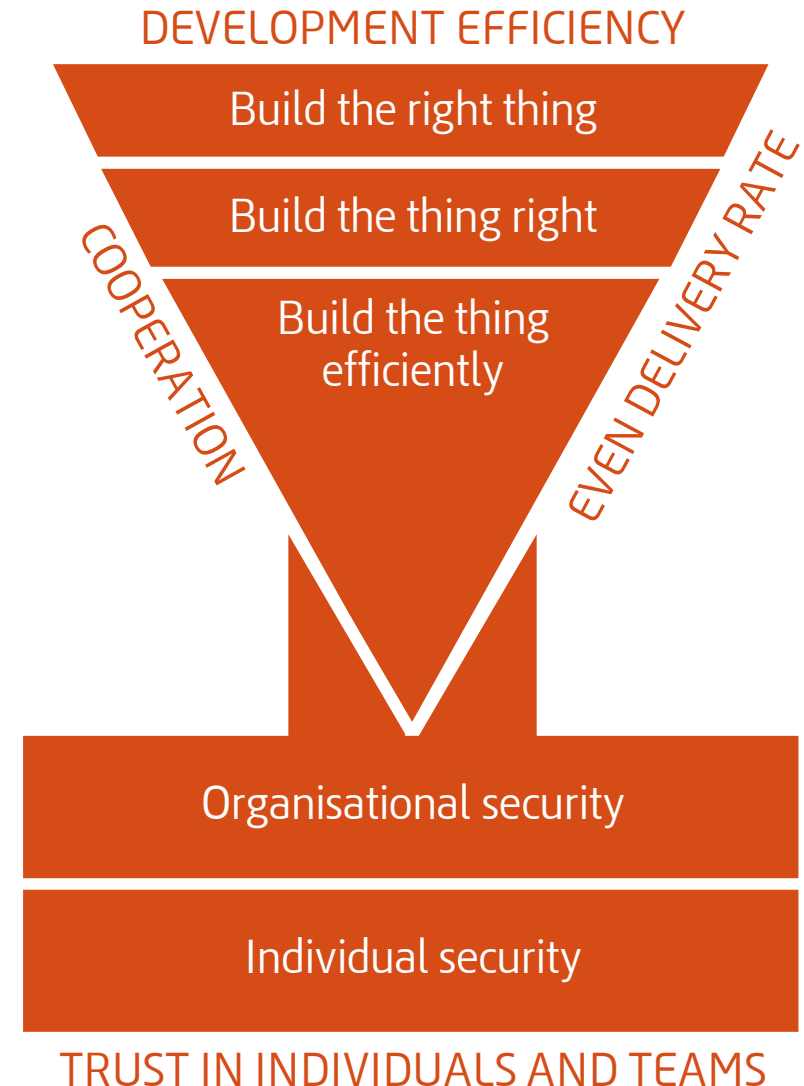 DEVELOPMENT EFFICIENCY
Build the right thing
Build the thing right
Build the thing
efficiently
COOPERATION
EVEN DELIVERY RATE
Organisational security
Individual security
TRUST IN INDIVIDUALS AND TEAMS